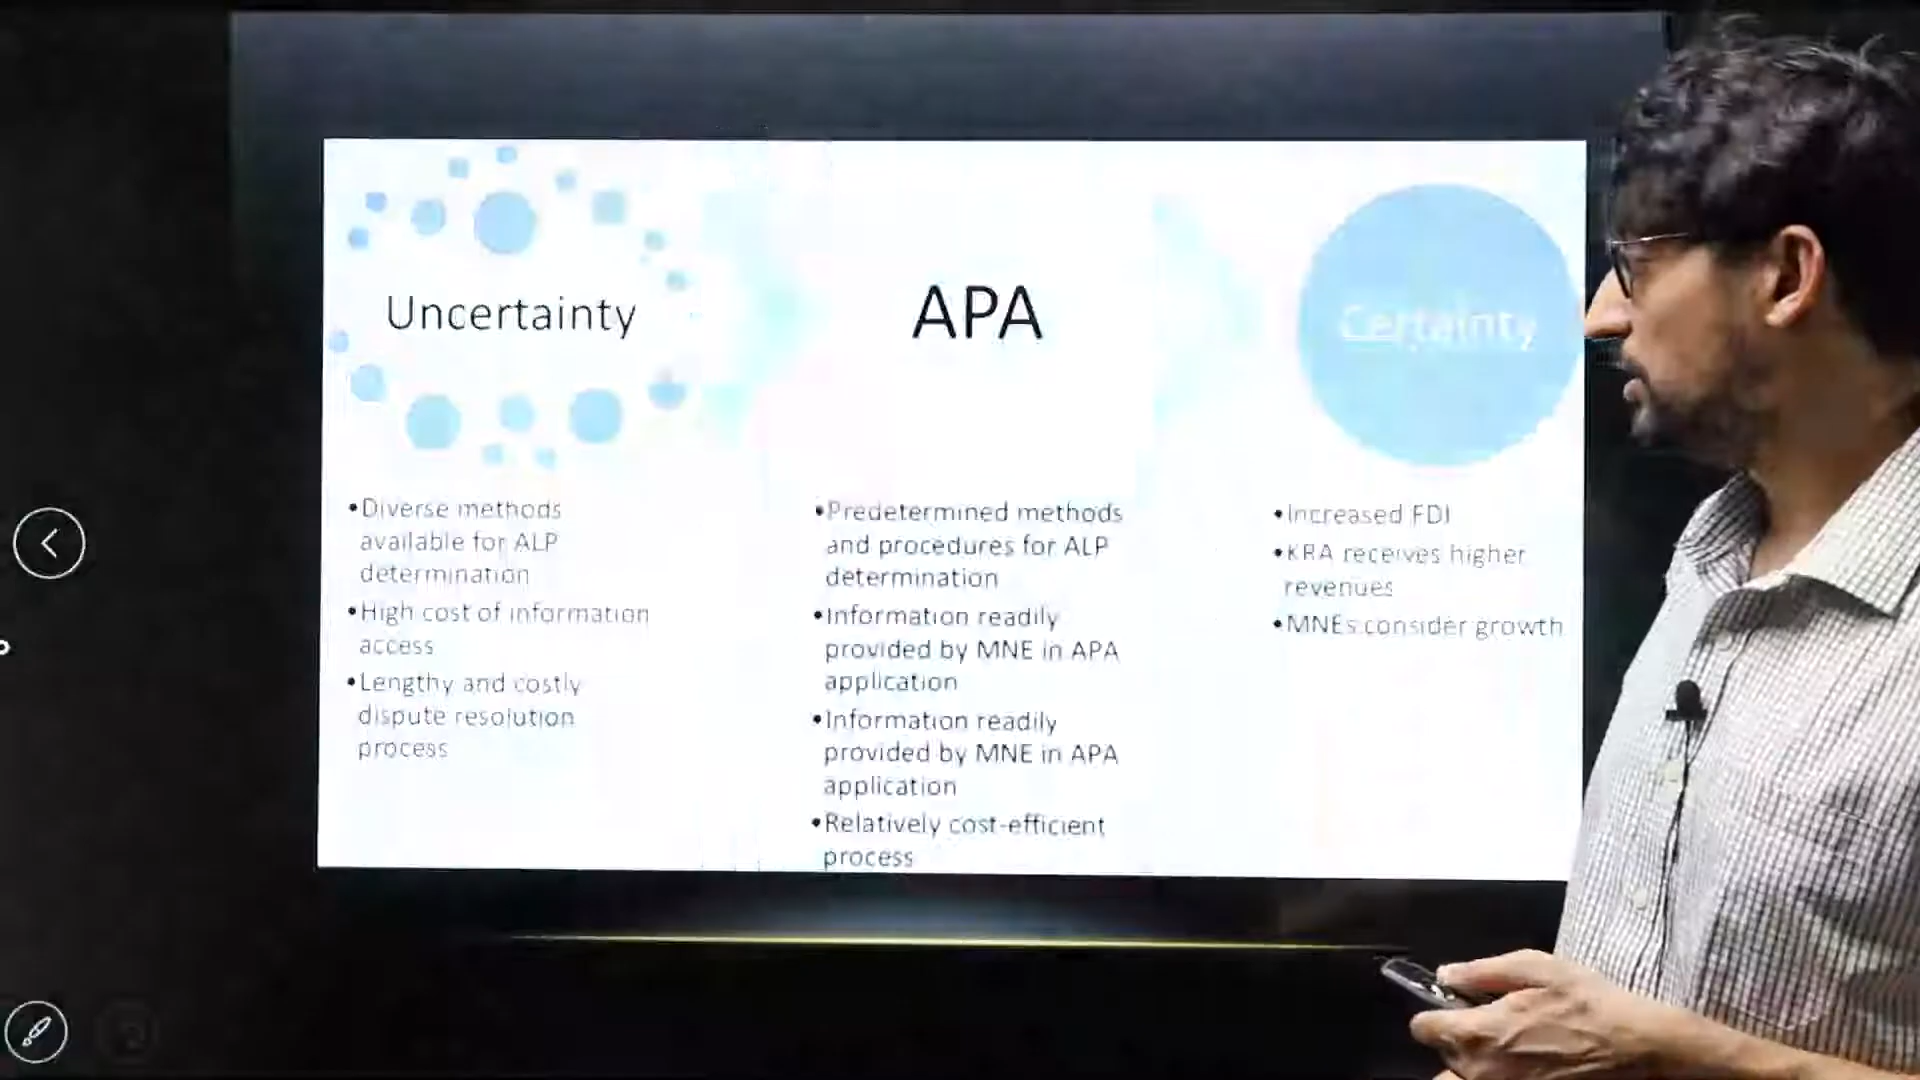 Uncertainty
•Diverse methods
available for ALP
determination
•High cost of information
access
•Lengthy and costly
dispute resolution
process
APA
•Predetermined methods
and procedures for ALP
determination
•Information readily
provided by MNE in APA
application
•Information readily
provided by MNE in APA
application
•Relatively cost-efficient
process
Certainty
•Increased FDI
•KRA receives higher
revenues
•MNEs consider growth